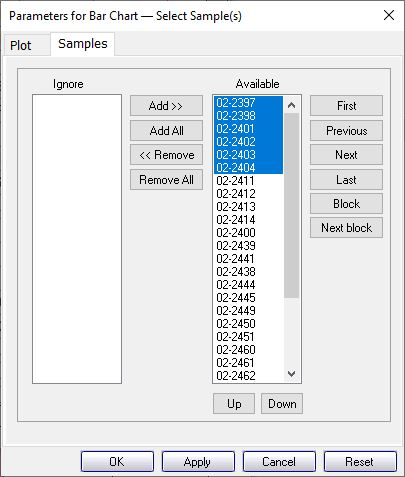 Parameters for Bar Chart — Select Sample(s)
Plot
Samples
Ignore
Available
Add >>
Add All
<< Remove
Remove All
02-2397
02-2398
02-2401
02-2402
02-2403
02-2404
02-2411
02-2412
02-2413
02-2414
02-2400
02-2439
02-2441
02-2438
02-2444
02-2445
02-2449
02-2450
02-2451
02-2460
02-2461
02-2462
First
Previous
Next
Last
Block
Next block
Up
Down
OK
Apply
Cancel
Reset